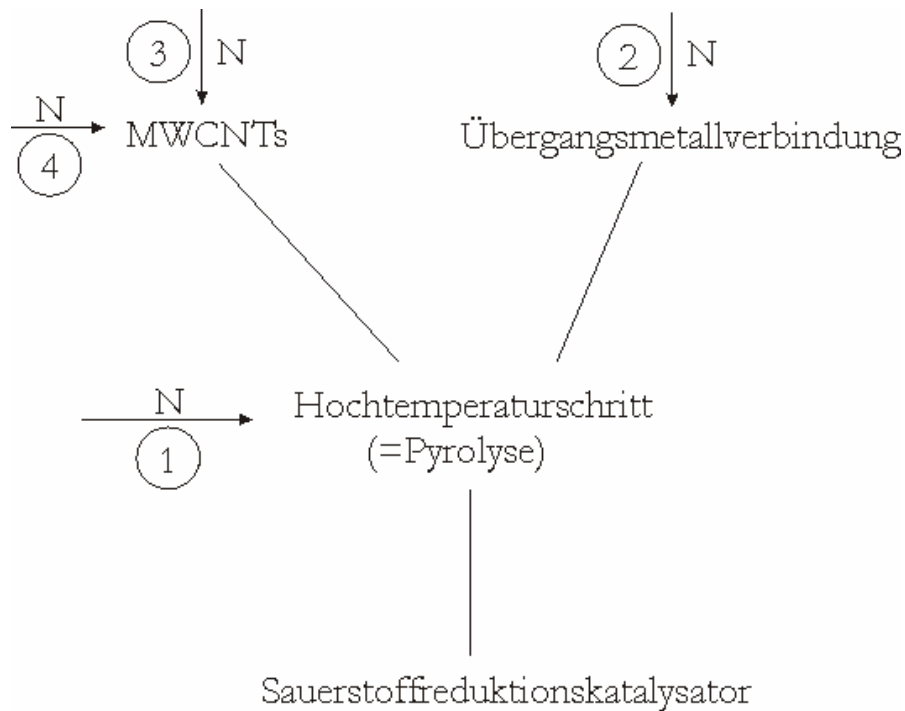 3 N
2 N
N
4
MWCNTs
Übergangsmetallverbindung
N
1
Hochtemperaturschritt
(=Pyrolyse)
Sauerstoffreduktionskatalysator